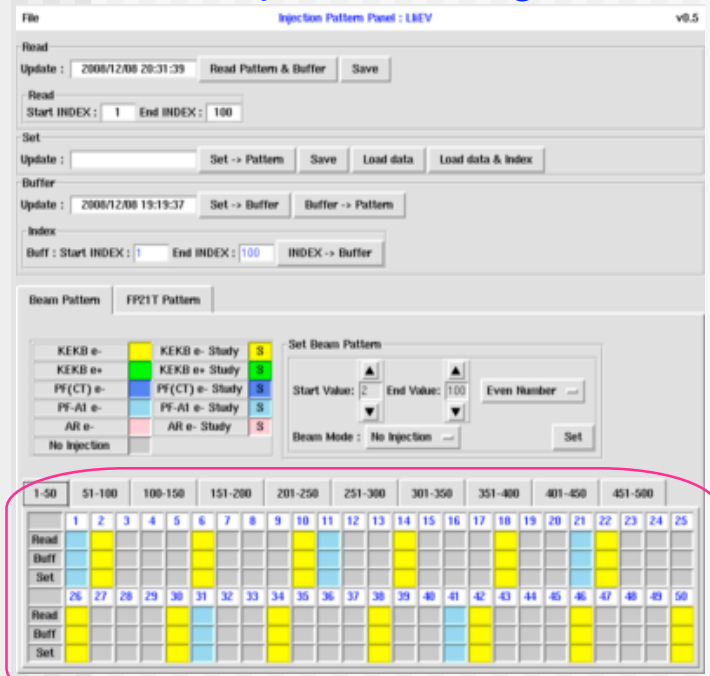 File Injection Pattern Panel : LIIEV v0.5
Read
Update : 2008/12/08 20:31:39 Read Pattern & Buffer Save
Read
Start INDEX : 1 End INDEX : 100
Set
Update : Set -> Pattern Save Load data Load data & Index
Buffer
Update : 2008/12/08 19:19:37 Set -> Buffer Buffer -> Pattern
Index
Buff : Start INDEX : 1 End INDEX : 100 INDEX -> Buffer
Beam Pattern FP21T Pattern
Set Beam Pattern
KEKB e- KEKB e- Study S
KEKB e+ KEKB e+ Study S
PF(CT) e- PF(CT) e- Study S
Start Value: 2 End Value: 100 Even Number
PF-A1 e- PF-A1 e- Study S
AR e- AR e- Study S
No Injection
Beam Mode : No Injection Set
1-50 51-100 100-150 151-200 201-250 251-300 301-350 351-400 401-450 451-500
1 2 3 4 5 6 7 8 9 10 11 12 13 14 15 16 17 18 19 20 21 22 23 24 25
Read
Buff
Set
26 27 28 29 30 31 32 33 34 35 36 37 38 39 40 41 42 43 44 45 46 47 48 49 50
Read
Buff
Set